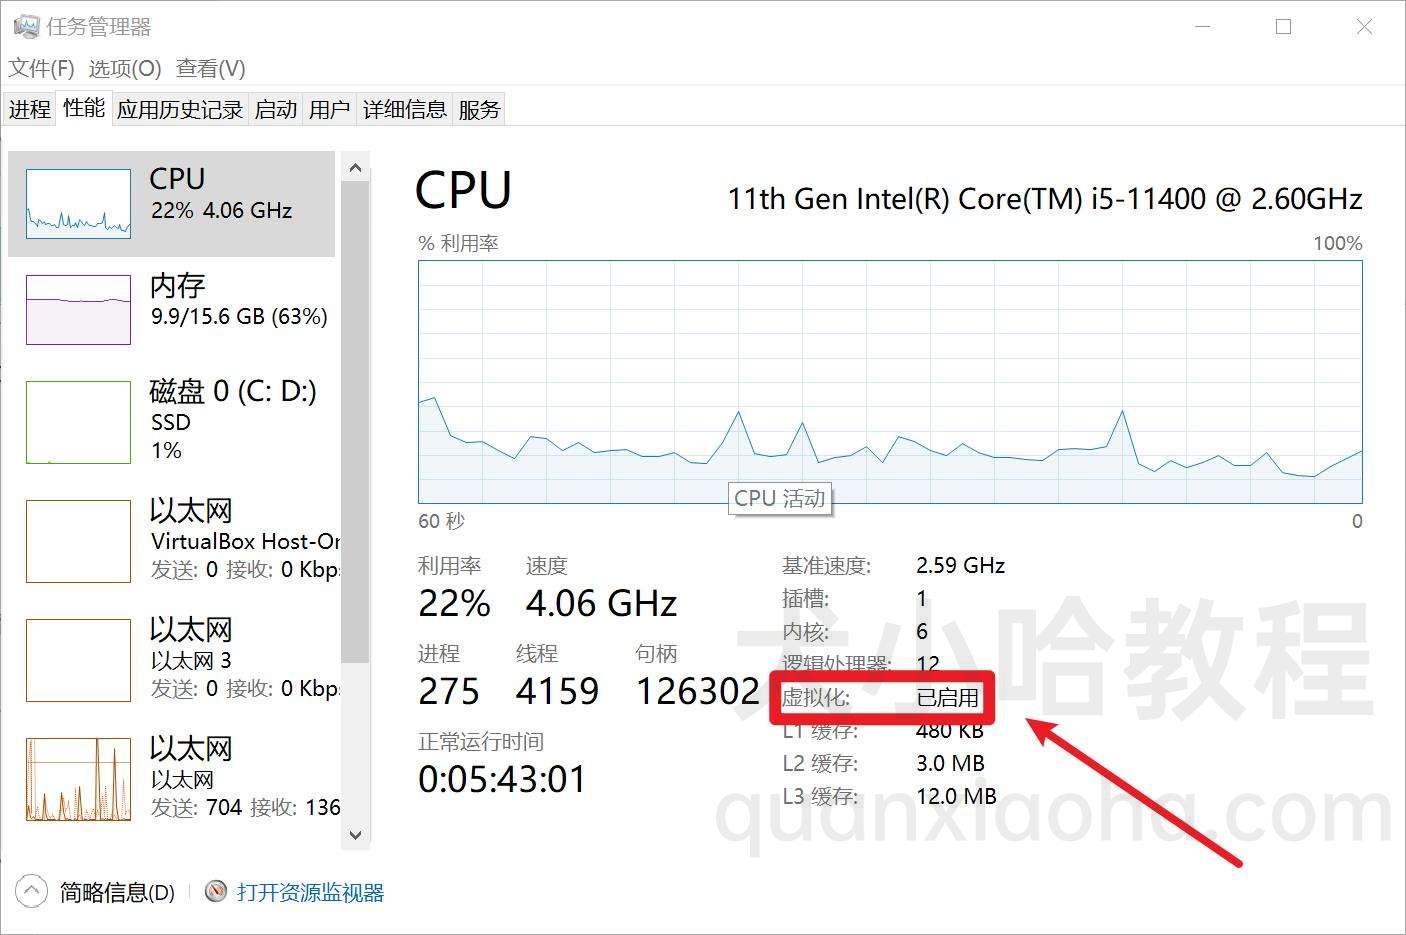 任务管理器
文件(F) 选项(O) 查看(V)
进程 性能 应用历史记录 启动 用户 详细信息 服务
CPU
22% 4.06 GHz
内存
9.9/15.6 GB (63%)
磁盘 0 (C: D:)
SSD
1%
以太网
VirtualBox Host-On
发送: 0 接收: 0 Kbp
以太网
以太网 3
发送: 0 接收: 0 Kbp
以太网
以太网
发送: 704 接收: 136
CPU
11th Gen Intel(R) Core(TM) i5-11400 @ 2.60GHz
% 利用率 100%
CPU 活动
60 秒 0
利用率 速度
22% 4.06 GHz
进程 线程 句柄
275 4159 126302
正常运行时间
0:05:43:01
基准速度: 2.59 GHz
插槽: 1
内核: 6
逻辑处理器: 12
虚拟化: 已启用
L1 缓存: 480 KB
L2 缓存: 3.0 MB
L3 缓存: 12.0 MB
犬小哈教程
quanxiaoha.com
简略信息(D) 打开资源监视器